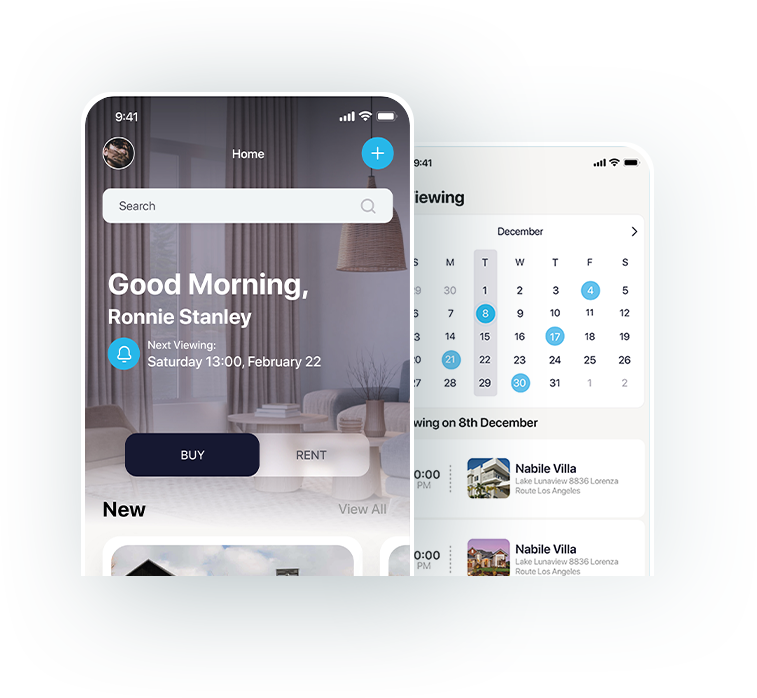 9:41
Home
Search
Good Morning,
Ronnie Stanley
Next Viewing:
Saturday 13:00, February 22
BUY
RENT
New
View All
9:41
iewing
December
S M T W T F S
29 30 1 2 3 4 5
6 7 8 9 10 11 12
3 14 15 16 17 18 19
20 21 22 23 24 25 26
27 28 29 30 31 1 2
wing on 8th December
0:00
PM
Nabile Villa
Lake Lunaview 8836 Lorenza
Route Los Angeles
0:00
PM
Nabile Villa
Lake Lunaview 8836 Lorenza
Route Los Angeles